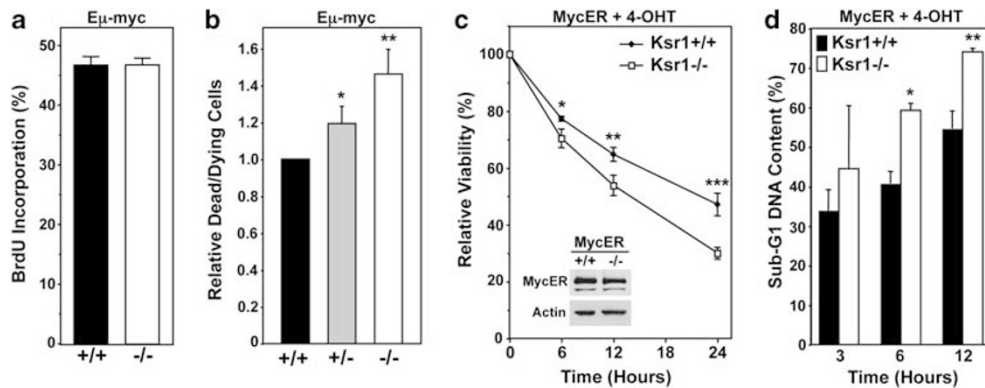 a
Eμ-myc
BrdU Incorporation (%)
50
40
30
20
10
0
+/+
-/-
b
Eμ-myc
Relative Dead/Dying Cells
1.6
1.4
1.2
1.0
0.8
0.6
0.4
0.2
0
*
**
+/+
+/-
-/-
c
MycER + 4-OHT
Ksr1+/+
Ksr1-/-
Relative Viability (%)
100
80
60
40
20
0
*
**
***
MycER
+/+ -/-
MycER
Actin
0 6 12 24
Time (Hours)
d
MycER + 4-OHT
Ksr1+/+
Ksr1-/-
Sub-G1 DNA Content (%)
80
70
60
50
40
30
20
10
0
*
**
3 6 12
Time (Hours)